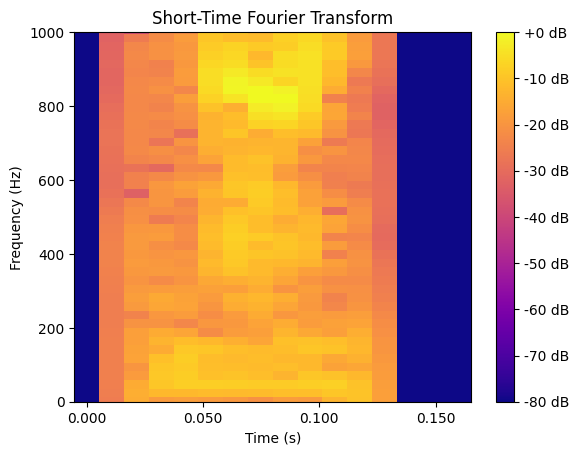 Short-Time Fourier Transform
1000
800
600
400
200
0
Frequency (Hz)
0.000
0.050
0.100
0.150
Time (s)
+0 dB
-10 dB
-20 dB
-30 dB
-40 dB
-50 dB
-60 dB
-70 dB
-80 dB